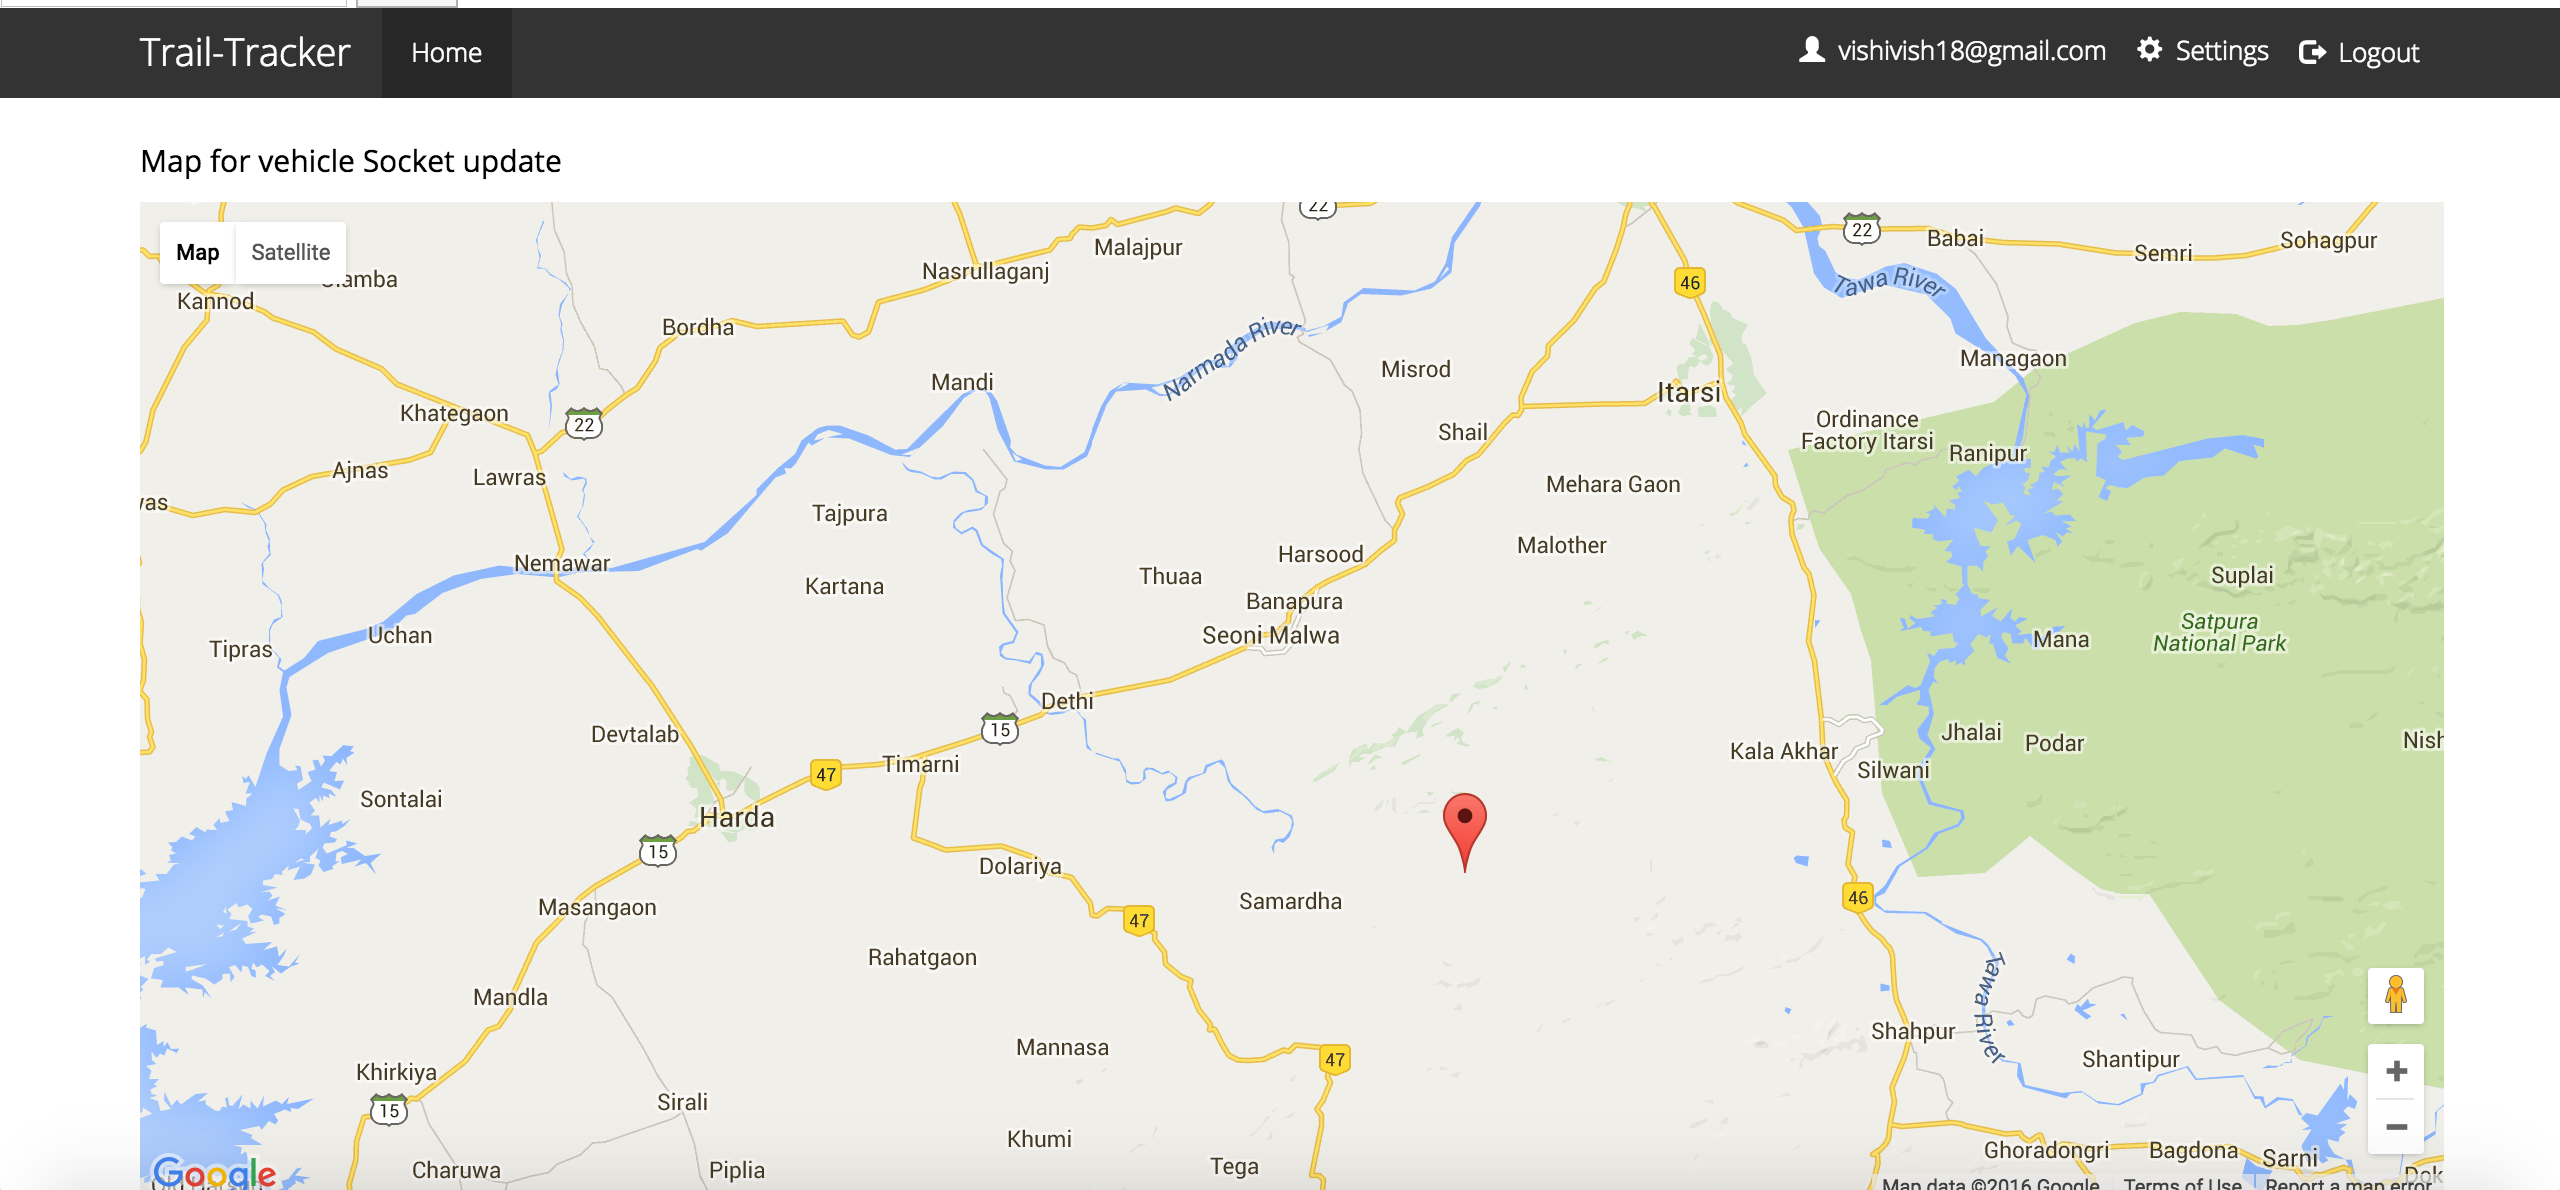 Trail-Tracker
Home
vishivish18@gmail.com
Settings
Logout
Map for vehicle Socket update
Map
Satellite
22
22
Malajpur
Babai
Semri
Sohagpur
Nasrullaganj
Kannod
46
Tawa River
Bordha
Narmada River
Managaon
Misrod
Mandi
Itarsi
Khategaon
22
Shail
Ordinance
Factory Itarsi
Ranipur
Ajnas
Lawras
Mehara Gaon
Tajpura
Malother
Harsood
Nemawar
Thuaa
Kartana
Suplai
Banapura
Seoni Malwa
Satpura
National Park
Uchan
Tipras
Mana
Dethi
15
Devtalab
Jhalai
Podar
Kala Akhar
Timarni
47
Silwani
Sontalai
Harda
15
Dolariya
Samardha
46
Masangaon
47
Rahatgaon
Tawa River
Mandla
Shahpur
Mannasa
47
Shantipur
Khirkiya
15
Sirali
Khumi
Ghoradongri
Bagdona
Sarni
Tega
Charuwa
Piplia
Google
Map data ©2016 Google
Terms of Use
Report a map error